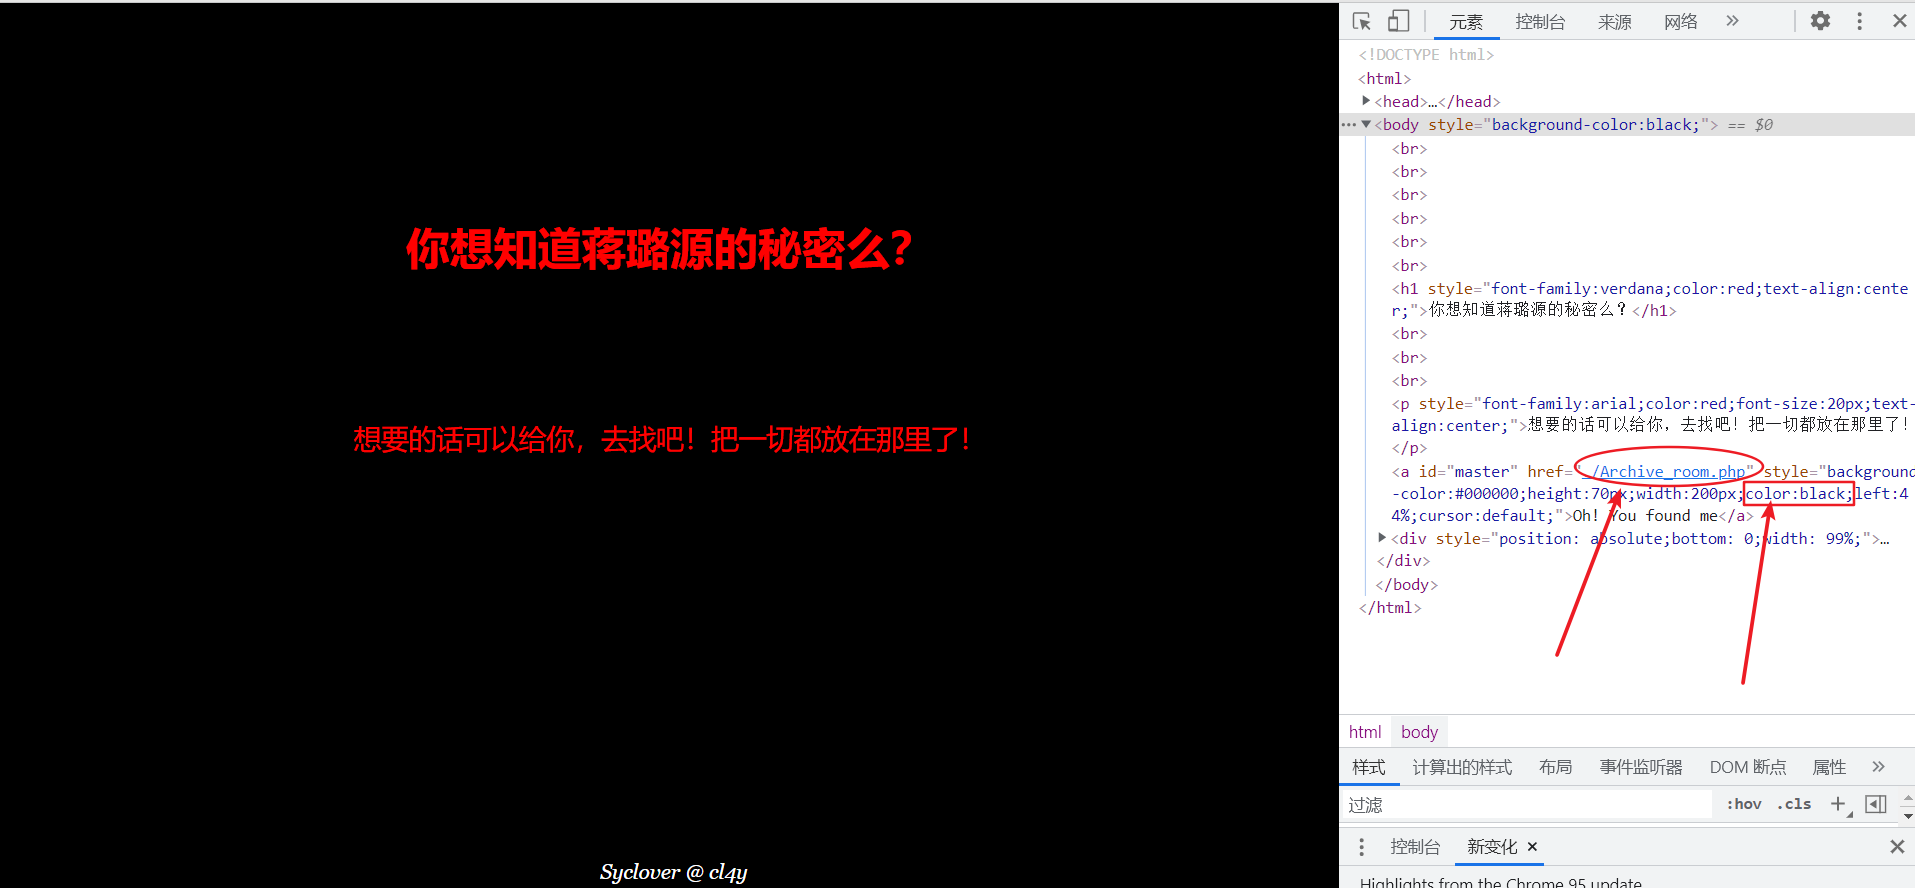 你想知道蒋璐源的秘密么？
想要的话可以给你，去找吧！把一切都放在那里了！
Syclover @ cl4y
元素 控制台 来源 网络 »
<!DOCTYPE html>
<html>
<head>…</head>
<body style="background-color:black;"> == $0
<br>
<br>
<br>
<br>
<br>
<br>
<h1 style="font-family:verdana;color:red;text-align:cente
r;">你想知道蒋璐源的秘密么？</h1>
<br>
<br>
<br>
<p style="font-family:arial;color:red;font-size:20px;text-
align:center;">想要的话可以给你，去找吧！把一切都放在那里了！
</p>
<a id="master" href="./Archive_room.php" style="background
-color:#000000;height:70px;width:200px;color:black;left:4
4%;cursor:default;">Oh! You found me</a>
<div style="position: absolute;bottom: 0;width: 99%;">…
</div>
</body>
</html>
html body
样式 计算出的样式 布局 事件监听器 DOM 断点 属性 »
过滤 :hov .cls +
控制台 新变化 ×
Highlights from the Chrome 95 update